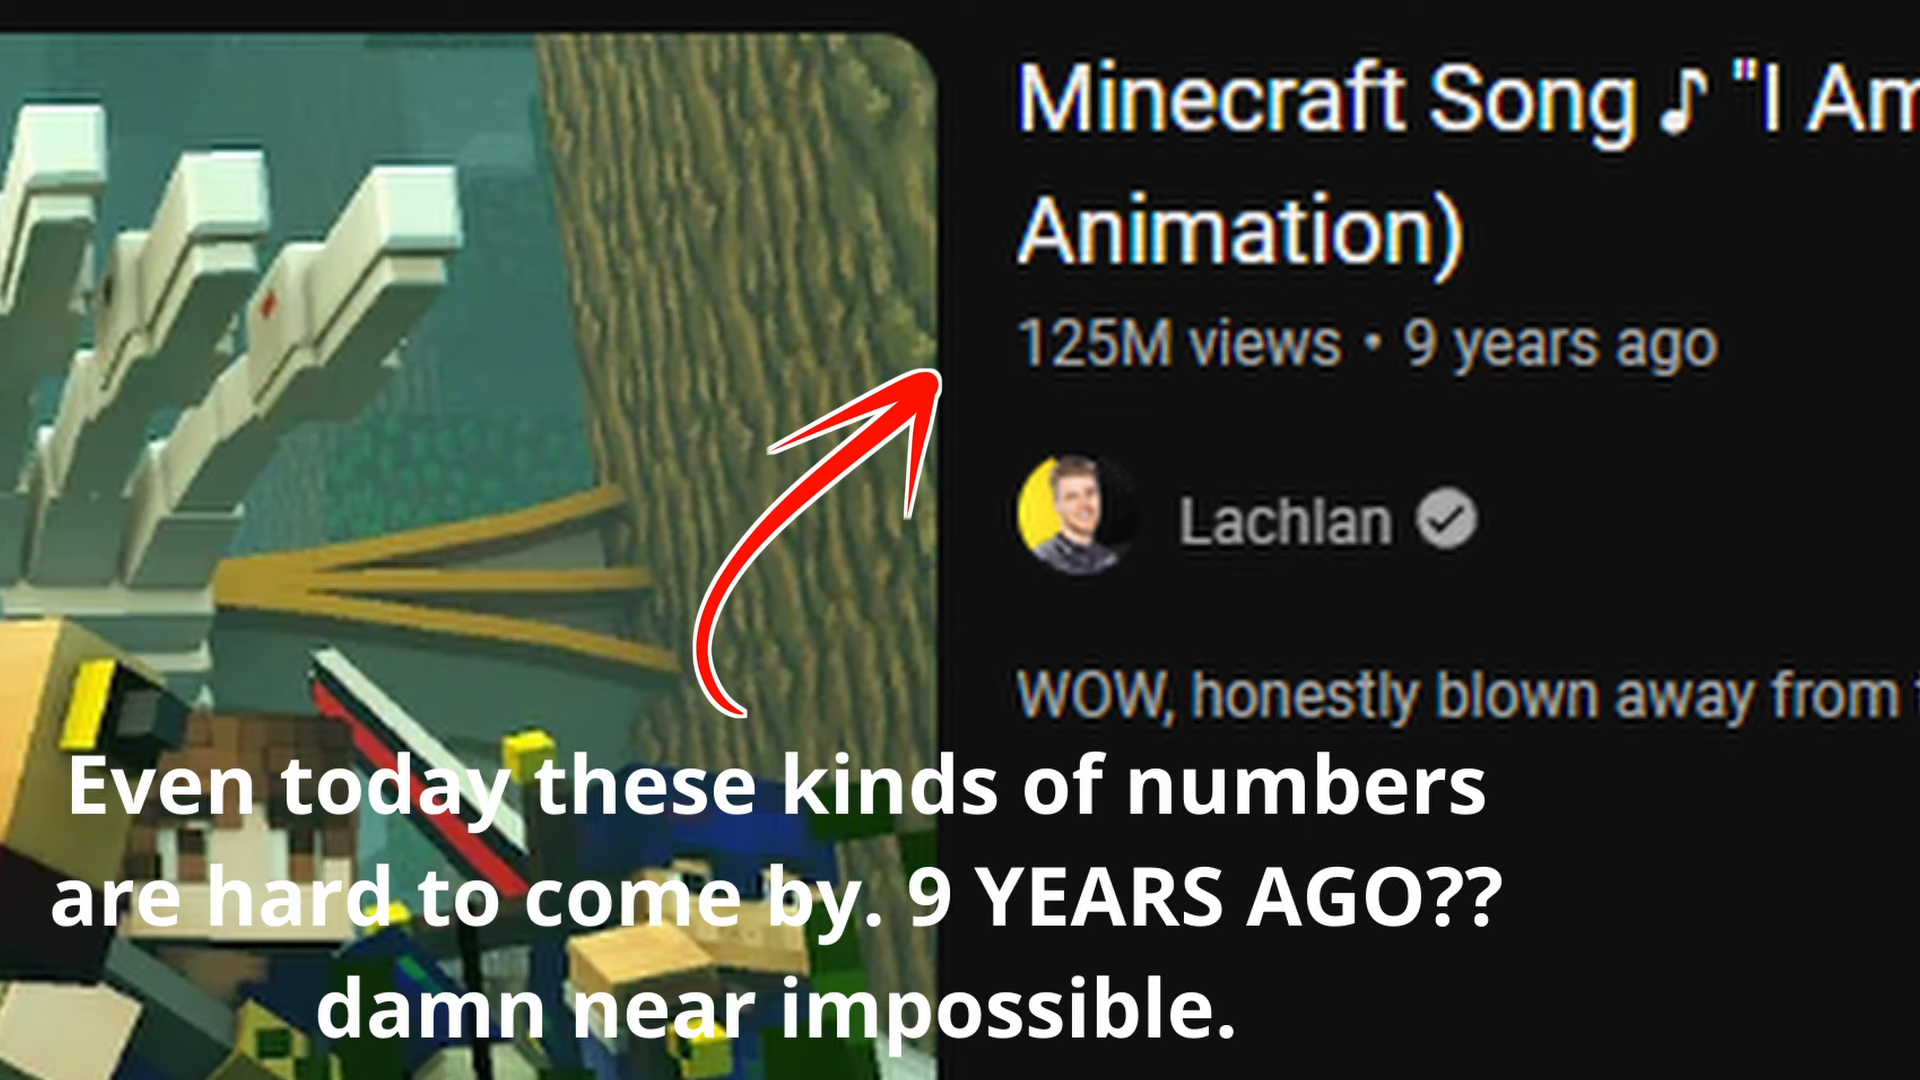 Minecraft Song ♪ "I Am
Animation)
125M views • 9 years ago
Lachlan
WOW, honestly blown away from
Even today these kinds of numbers
are hard to come by. 9 YEARS AGO??
damn near impossible.